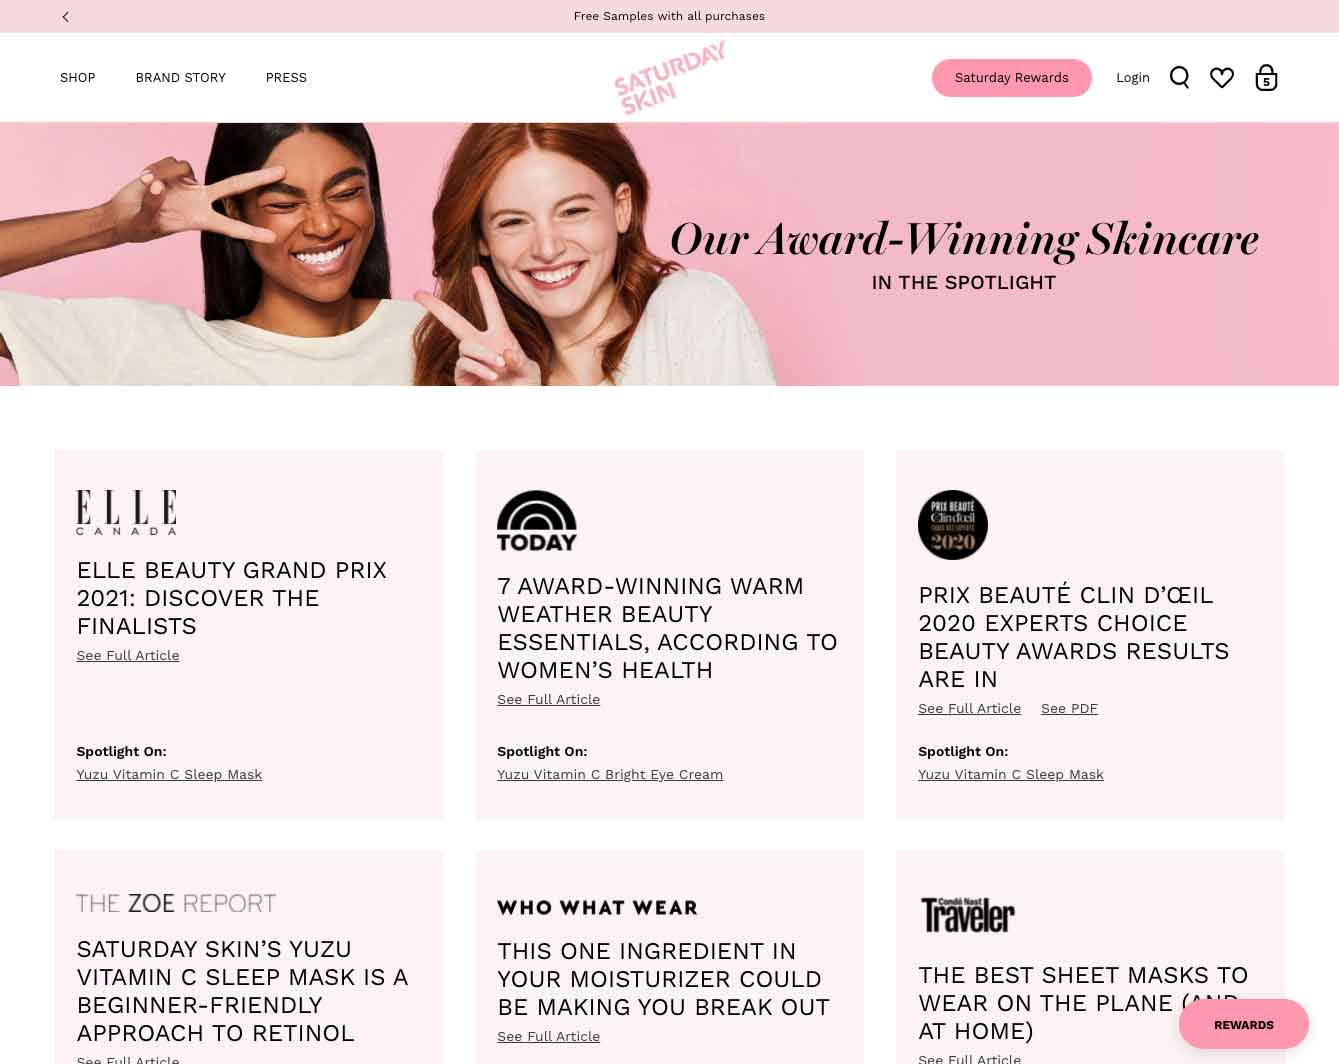 Free Samples with all purchases
SHOP BRAND STORY PRESS
SATURDAY
SKIN
Saturday Rewards Login 5
Our Award-Winning Skincare
IN THE SPOTLIGHT
ELLE
CANADA
ELLE BEAUTY GRAND PRIX
2021: DISCOVER THE
FINALISTS
See Full Article
Spotlight On:
Yuzu Vitamin C Sleep Mask
TODAY
7 AWARD-WINNING WARM
WEATHER BEAUTY
ESSENTIALS, ACCORDING TO
WOMEN’S HEALTH
See Full Article
Spotlight On:
Yuzu Vitamin C Bright Eye Cream
PRIX BEAUTÉ
Clin d'œil
2020
PRIX BEAUTÉ CLIN D’ŒIL
2020 EXPERTS CHOICE
BEAUTY AWARDS RESULTS
ARE IN
See Full Article See PDF
Spotlight On:
Yuzu Vitamin C Sleep Mask
THE ZOE REPORT
SATURDAY SKIN’S YUZU
VITAMIN C SLEEP MASK IS A
BEGINNER-FRIENDLY
APPROACH TO RETINOL
See Full Article
WHO WHAT WEAR
THIS ONE INGREDIENT IN
YOUR MOISTURIZER COULD
BE MAKING YOU BREAK OUT
See Full Article
Condé Nast
Traveler
THE BEST SHEET MASKS TO
WEAR ON THE PLANE (AND
AT HOME)
See Full Article
REWARDS